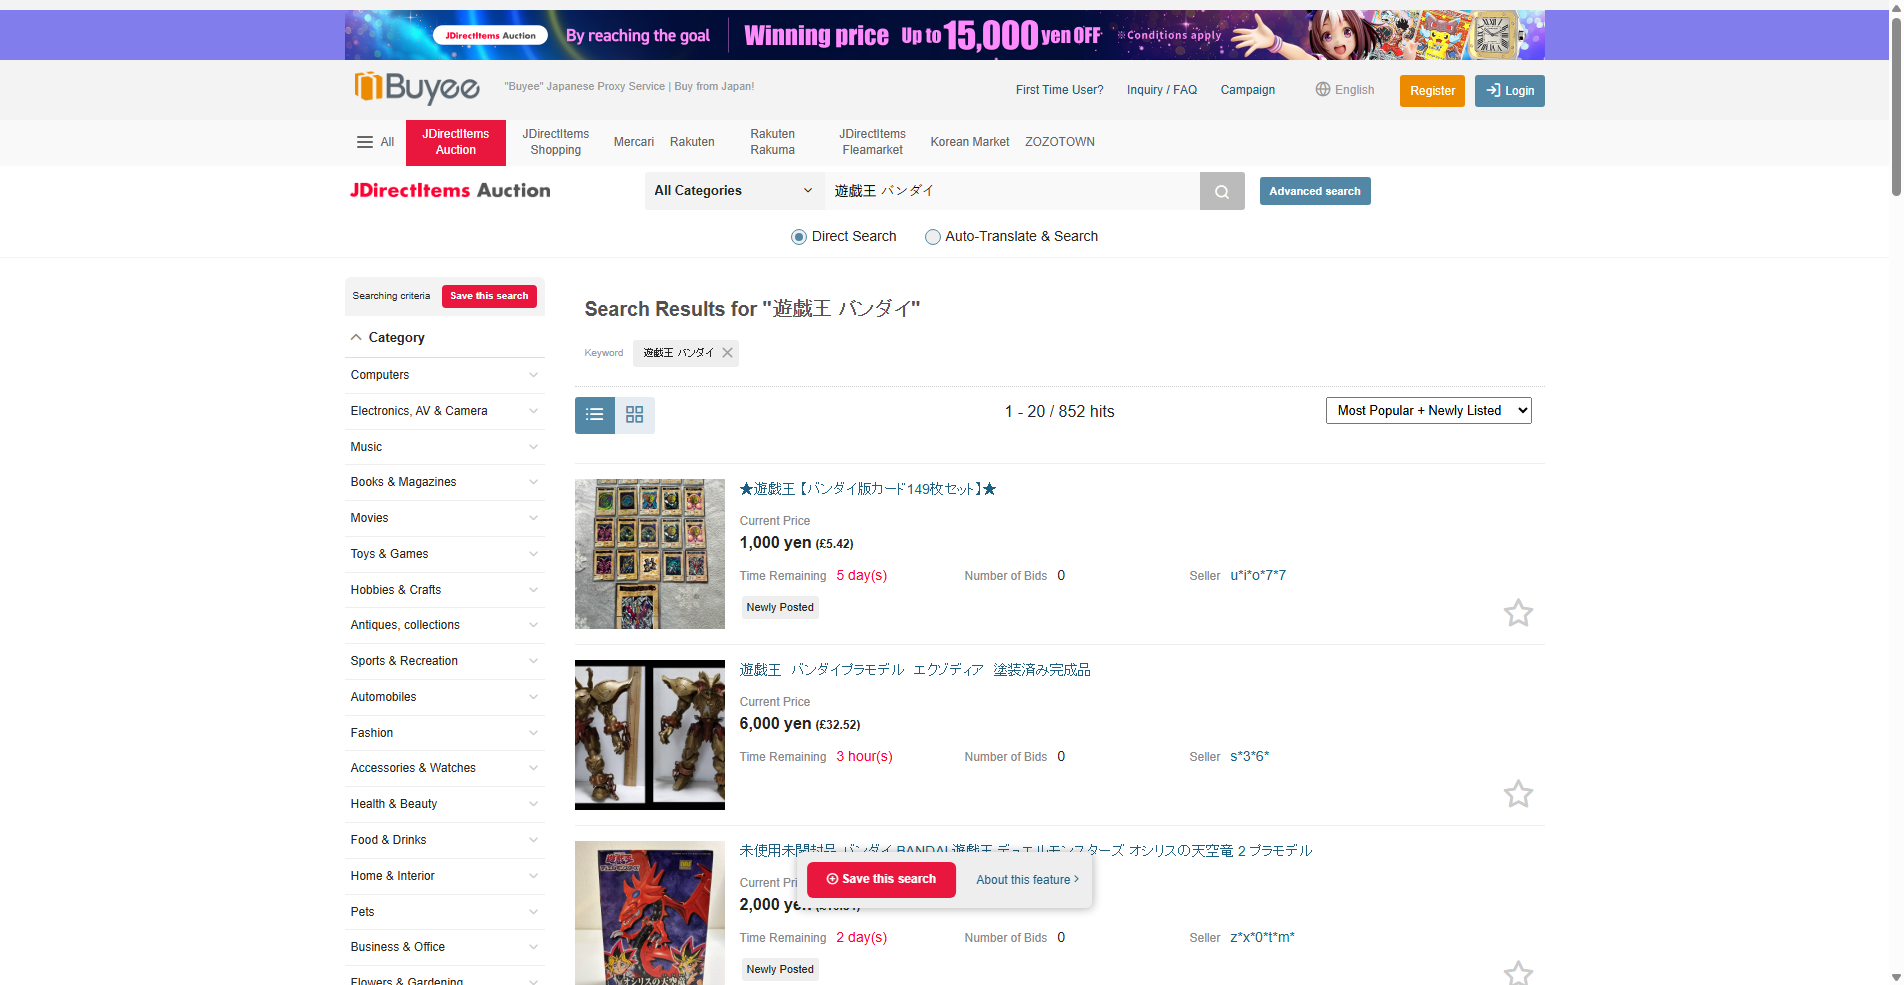 JDirectItems Auction By reaching the goal Winning price Up to 15,000 yen OFF ※Conditions apply
Buyee "Buyee" Japanese Proxy Service | Buy from Japan! First Time User? Inquiry / FAQ Campaign English Register Login
All JDirectItems Auction JDirectItems Shopping Mercari Rakuten Rakuten Rakuma JDirectItems Fleamarket Korean Market ZOZOTOWN
JDirectItems Auction All Categories 遊戯王 バンダイ Advanced search
Direct Search Auto-Translate & Search
Searching criteria Save this search
Category
Computers
Electronics, AV & Camera
Music
Books & Magazines
Movies
Toys & Games
Hobbies & Crafts
Antiques, collections
Sports & Recreation
Automobiles
Fashion
Accessories & Watches
Health & Beauty
Food & Drinks
Home & Interior
Pets
Business & Office
Flowers & Gardening
Search Results for "遊戯王 バンダイ"
Keyword 遊戯王 バンダイ
1 - 20 / 852 hits Most Popular + Newly Listed
★遊戯王【バンダイ版カード149枚セット】★
Current Price
1,000 yen (£5.42)
Time Remaining 5 day(s) Number of Bids 0 Seller u*i*o*7*7
Newly Posted
遊戯王 バンダイプラモデル エクゾディア 塗装済み完成品
Current Price
6,000 yen (£32.52)
Time Remaining 3 hour(s) Number of Bids 0 Seller s*3*6*
未使用未開封品 バンダイ BANDAI 遊戯王 デュエルモンスターズ オシリスの天空竜 2 プラモデル
Current Pri
2,000 yen
Save this search About this feature
Time Remaining 2 day(s) Number of Bids 0 Seller z*x*0*t*m*
Newly Posted
オシリスの天空竜